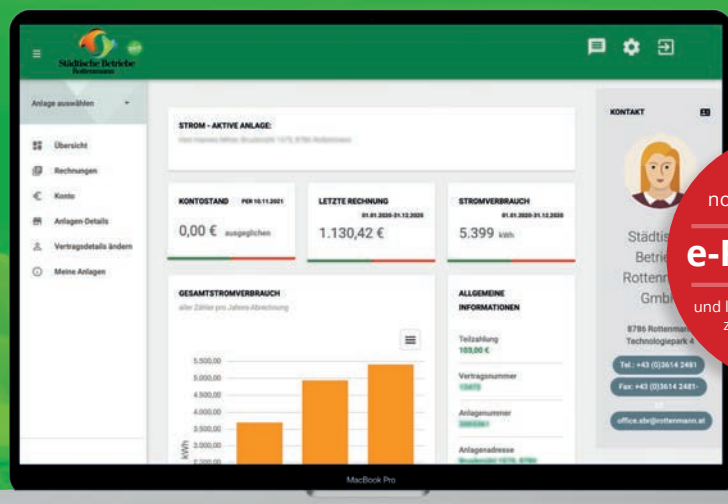 Städtische Betriebe
Rottenmann
Anlage auswählen
Übersicht
Rechnungen
Konto
Anlagen-Details
Vertragsdetails ändern
Meine Anlagen
STROM - AKTIVE ANLAGE:
KONTOSTAND PER 10.11.2021
0,00 € ausgeglichen
LETZTE RECHNUNG
01.01.2020-31.12.2020
1.130,42 €
STROMVERBRAUCH
01.01.2020-31.12.2020
5.399 kWh
GESAMTSTROMVERBRAUCH
aller Zähler pro Jahres-Abrechnung
5.500,00
5.000,00
4.500,00
4.000,00
3.500,00
3.000,00
kWh
ALLGEMEINE
INFORMATIONEN
Teilzahlung
103,00 €
Vertragsnummer
Anlagennummer
Anlagenadresse
KONTAKT
Städtis
Betrie
Rotten
Gmb
8786 Rottenman
Technologiepark 4
Tel.: +43 (0)3614 2481
Fax: +43 (0)3614 2481-
office.sbr@rottenmann.at
no
e-
und
z
MacBook Pro